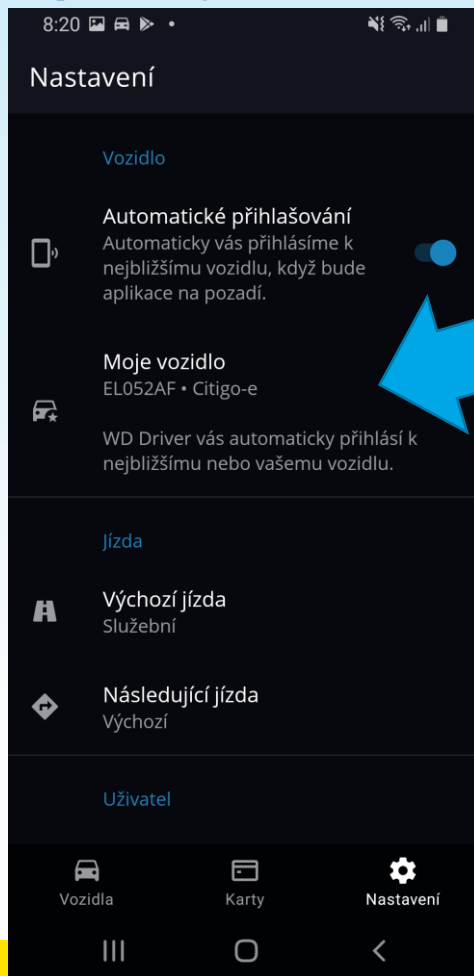 8:20
Nastavení
Vozidlo
Automatické přihlašování
Automaticky vás přihlásíme k
nejbližšímu vozidlu, když bude
aplikace na pozadí.
Moje vozidlo
EL052AF • Citigo-e
WD Driver vás automaticky přihlásí k
nejbližšímu nebo vašemu vozidlu.
Jízda
Výchozí jízda
Služební
Následující jízda
Výchozí
Uživatel
Vozidla Karty Nastavení